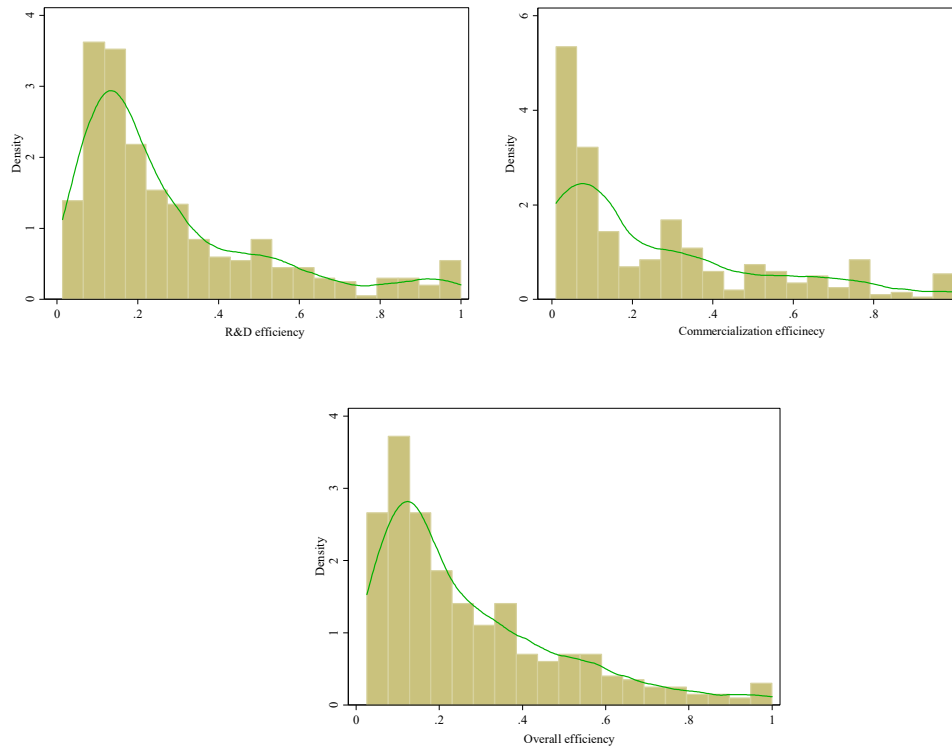 4
3
2
1
0
Density
0 .2 .4 .6 .8 1
R&D efficiency
6
4
2
0
Density
0 .2 .4 .6 .8
Commercialization efficinecy
4
3
2
1
0
Density
0 .2 .4 .6 .8 1
Overall efficiency